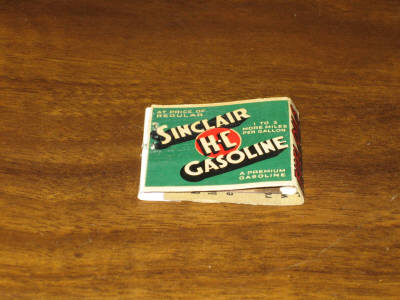 AT PRICE OF
REGULAR
1 TO 3
MORE MILES
PER GALLON
SINCLAIR
H-C
GASOLINE
A PREMIUM
GASOLINE